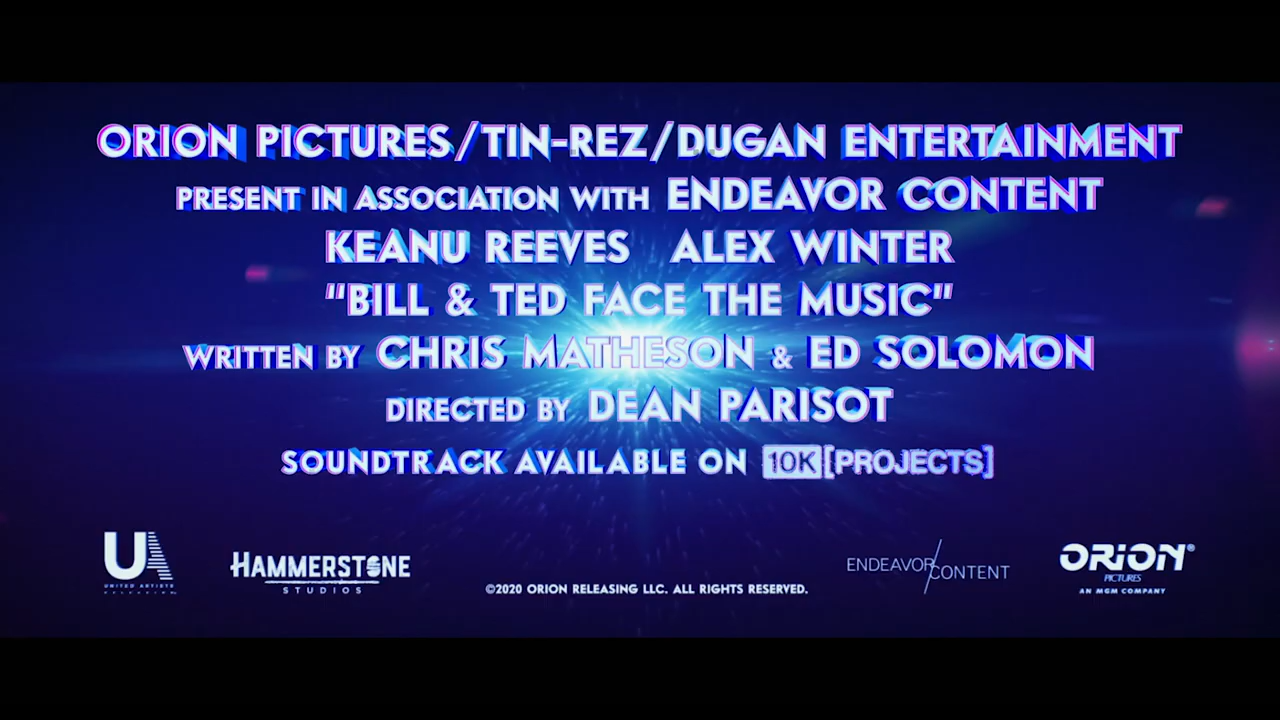 ORION PICTURES/TIN-REZ/DUGAN ENTERTAINMENT
PRESENT IN ASSOCIATION WITH ENDEAVOR CONTENT
KEANU REEVES ALEX WINTER
"BILL & TED FACE THE MUSIC"
WRITTEN BY CHRIS MATHESON & ED SOLOMON
DIRECTED BY DEAN PARISOT
SOUNDTRACK AVAILABLE ON 10K[PROJECTS]
UA
UNITED ARTISTS
HAMMERSTONE
STUDIOS
©2020 ORION RELEASING LLC. ALL RIGHTS RESERVED.
ENDEAVOR/CONTENT
ORION®
PICTURES
AN MGM COMPANY